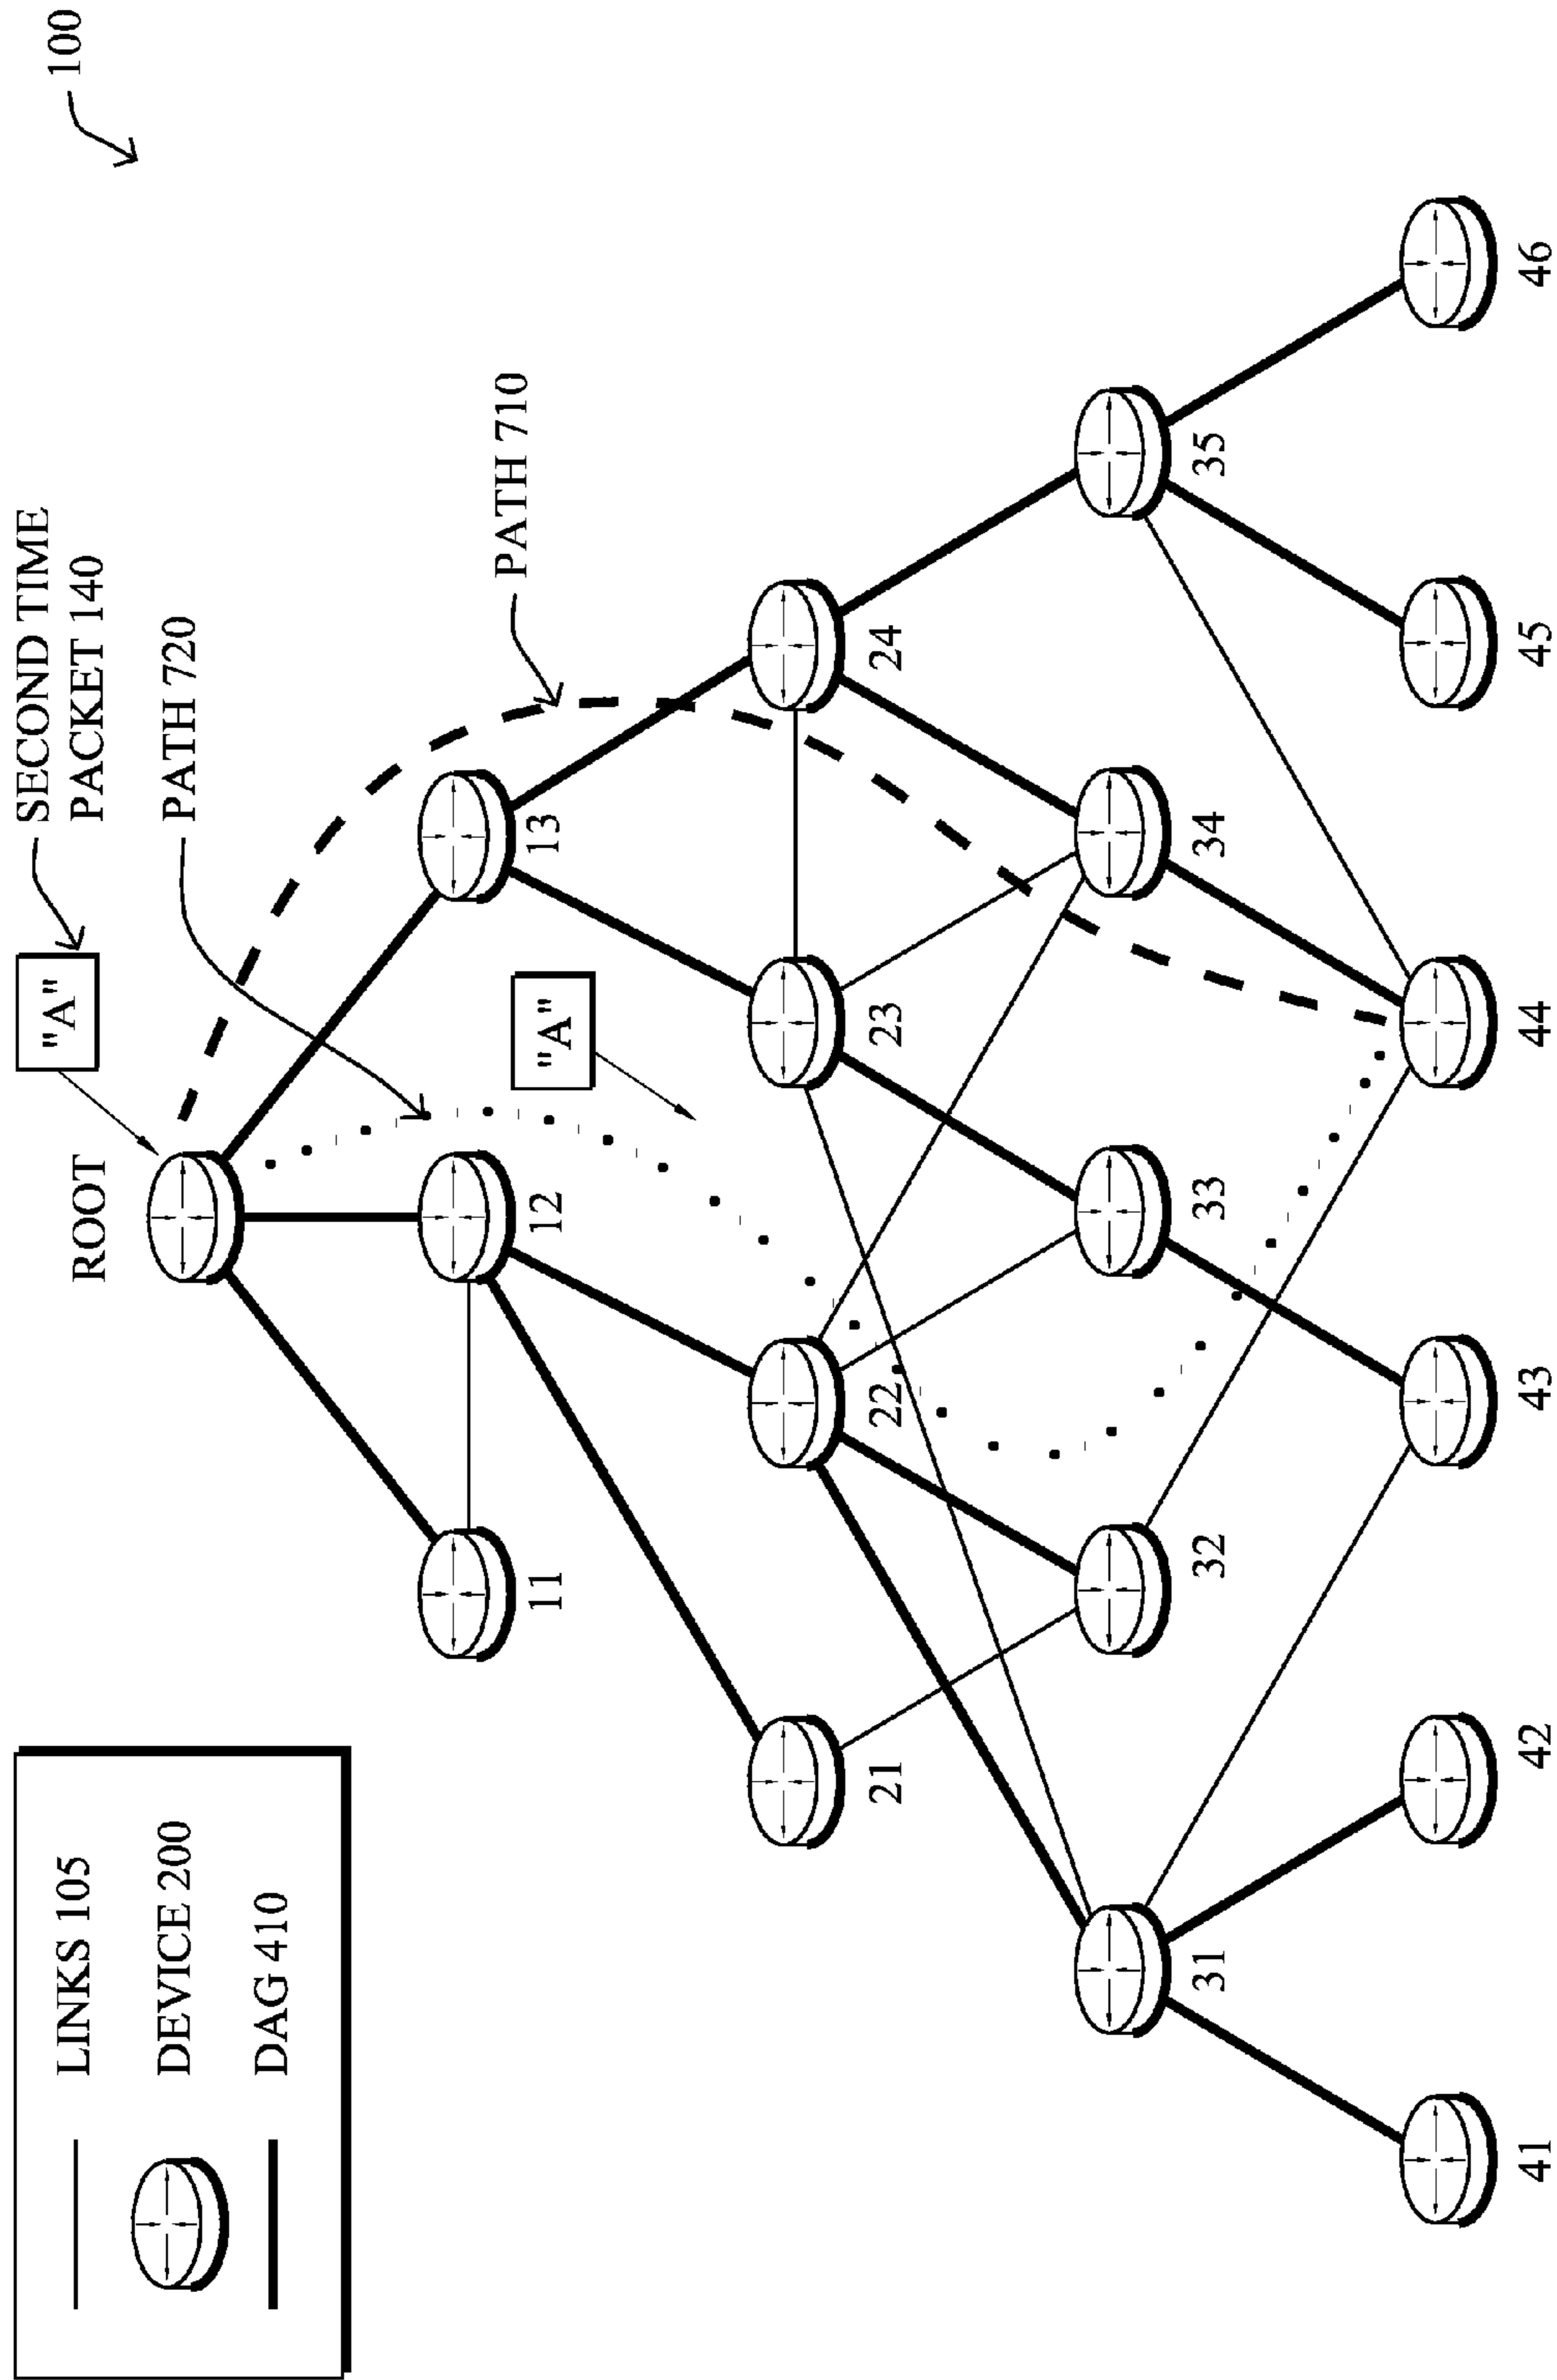 100
SECOND TIME
PACKET 140
PATH 720
"A"
ROOT
PATH 710
"A"
LINKS 105
DEVICE 200
DAG 410
11
12
13
21
22
23
24
31
32
33
34
35
41
42
43
44
45
46